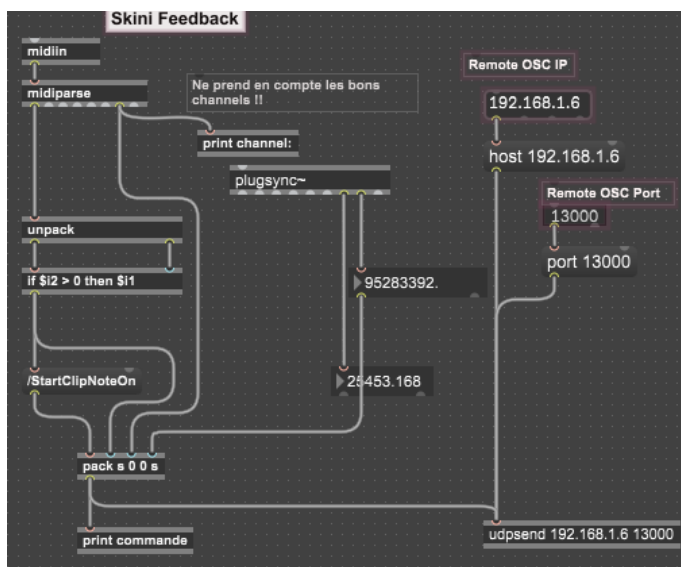 Skini Feedback
midiin
midiparse
Ne prend en compte les bons
channels !!
print channel:
plugsync~
unpack
if $i2 > 0 then $i1
95283392.
25453.168
/StartClipNoteOn
pack s 0 0 s
print commande
Remote OSC IP
192.168.1.6
host 192.168.1.6
Remote OSC Port
13000
port 13000
udpsend 192.168.1.6 13000